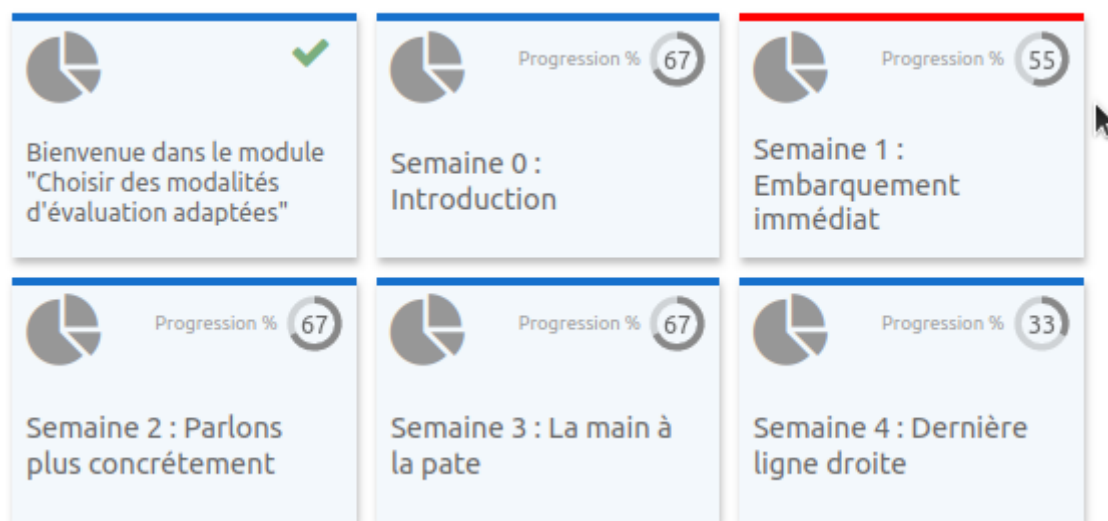 Progression % 67
Progression % 55
Bienvenue dans le module
"Choisir des modalités
d'évaluation adaptées"
Semaine 0 :
Introduction
Semaine 1 :
Embarquement
immédiat
Progression % 67
Progression % 67
Progression % 33
Semaine 2 : Parlons
plus concrétement
Semaine 3 : La main à
la pate
Semaine 4 : Dernière
ligne droite